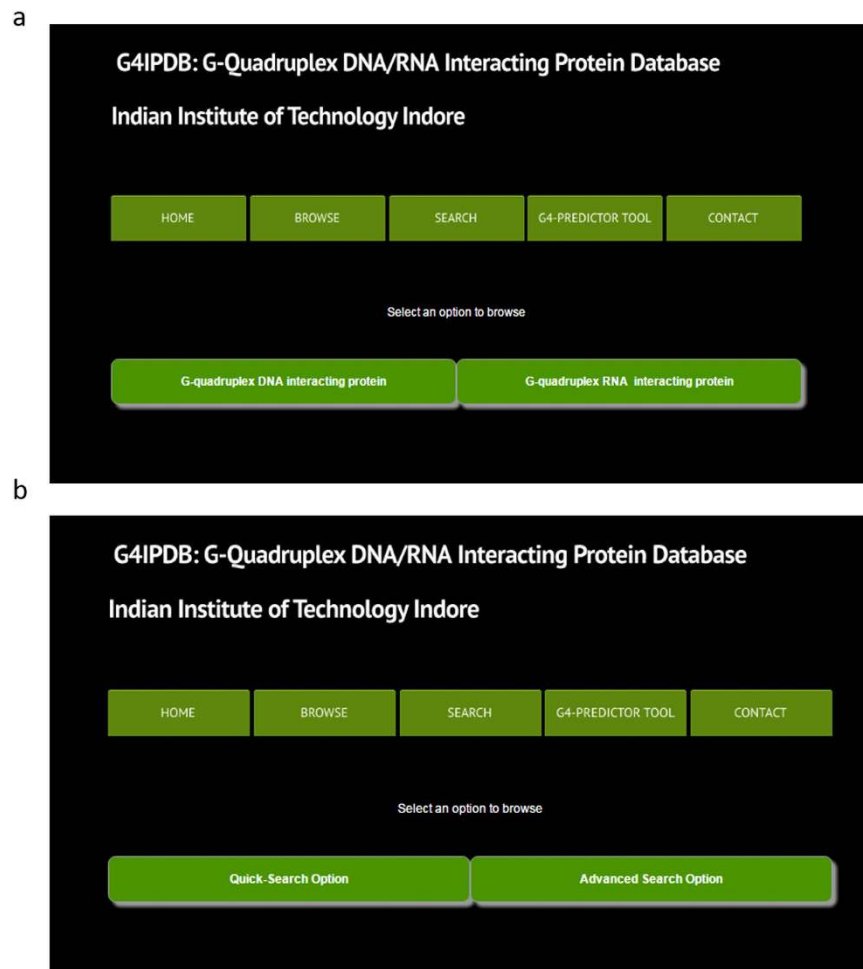 a
G4IPDB: G-Quadruplex DNA/RNA Interacting Protein Database
Indian Institute of Technology Indore
HOME BROWSE SEARCH G4-PREDICTOR TOOL CONTACT
Select an option to browse
G-quadruplex DNA interacting protein G-quadruplex RNA interacting protein
b
G4IPDB: G-Quadruplex DNA/RNA Interacting Protein Database
Indian Institute of Technology Indore
HOME BROWSE SEARCH G4-PREDICTOR TOOL CONTACT
Select an option to browse
Quick-Search Option Advanced Search Option